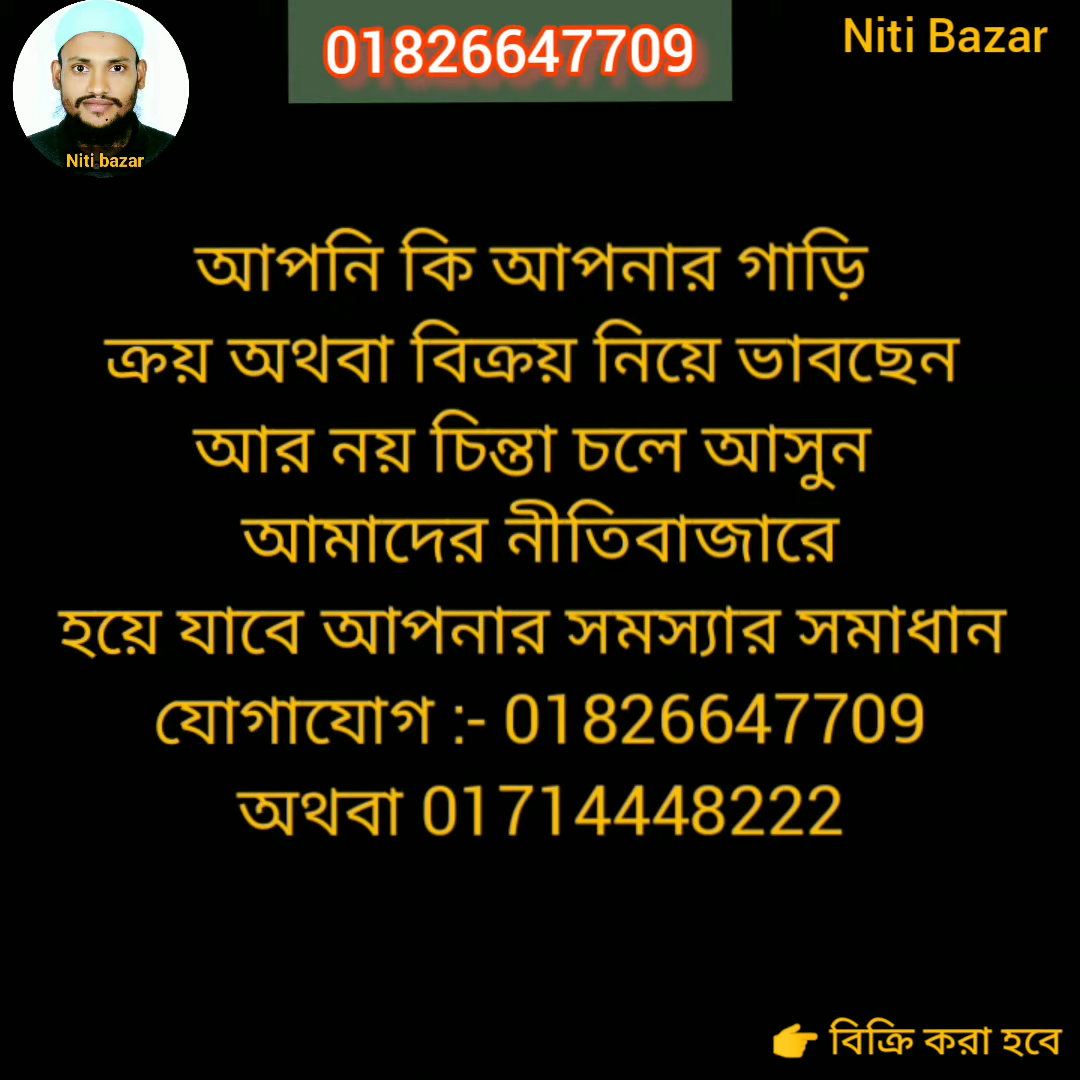 01826647709
Niti Bazar
Niti bazar
আপনি কি আপনার গাড়ি
ক্রয় অথবা বিক্রয় নিয়ে ভাবছেন
আর নয় চিন্তা চলে আসুন
আমাদের নীতিবাজারে
হয়ে যাবে আপনার সমস্যার সমাধান
যোগাযোগ :- 01826647709
অথবা 01714448222
👉 বিক্রি করা হবে